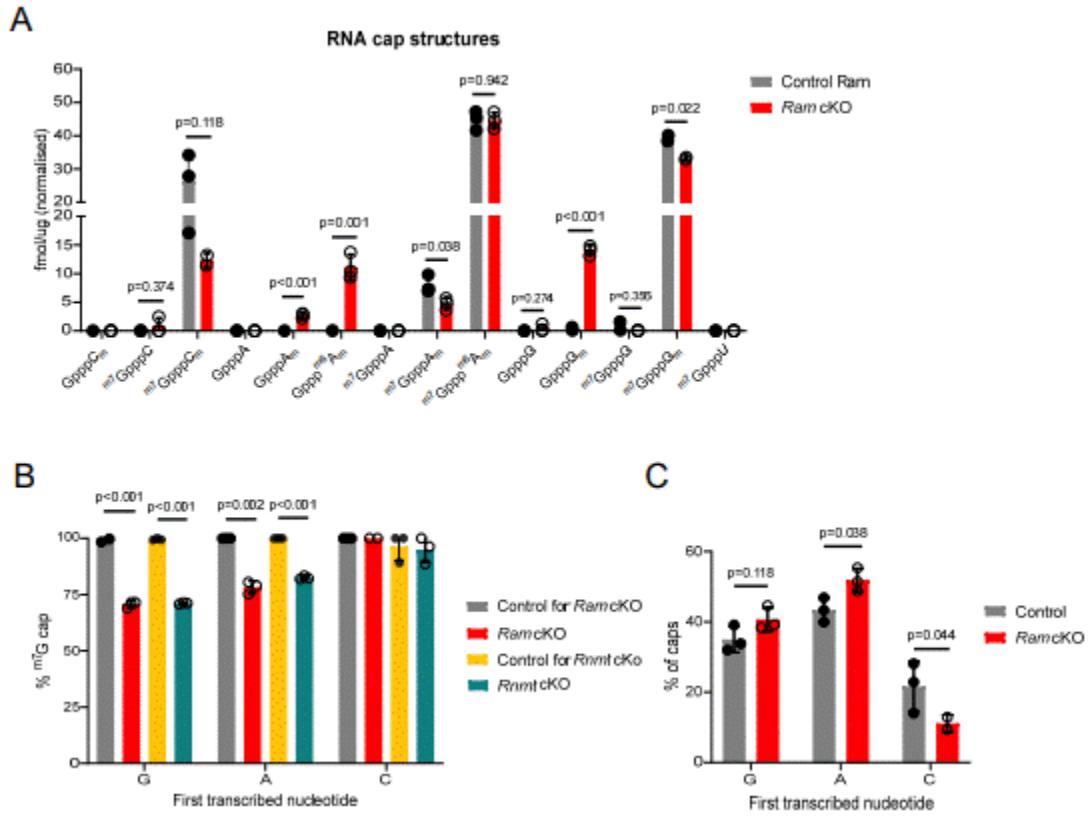 A
RNA cap structures
fmol/ug (normalised)
60
50
40
30
20
20
15
10
5
0
p=0.374
p=0.118
p<0.001
p=0.001
p=0.038
p=0.942
p=0.274
p<0.001
p=0.356
p=0.022
Control Ram
Ram cKO
GpppCm
m7GpppC
m7GpppCm
GpppA
GpppAm
Gpppm6Am
m7GpppA
m7GpppAm
m7Gpppm6Am
GpppG
GpppGm
m7GpppG
m7GpppGm
m7GpppU
B
% m7G cap
100
75
50
25
0
p<0.001
p<0.001
p=0.002
p<0.001
G
A
C
First transcribed nucleotide
Control for Ram cKO
Ram cKO
Control for Rnmt cKo
Rnmt cKO
C
% of caps
60
40
20
0
p=0.118
p=0.038
p=0.044
G
A
C
First transcribed nucleotide
Control
Ram cKO